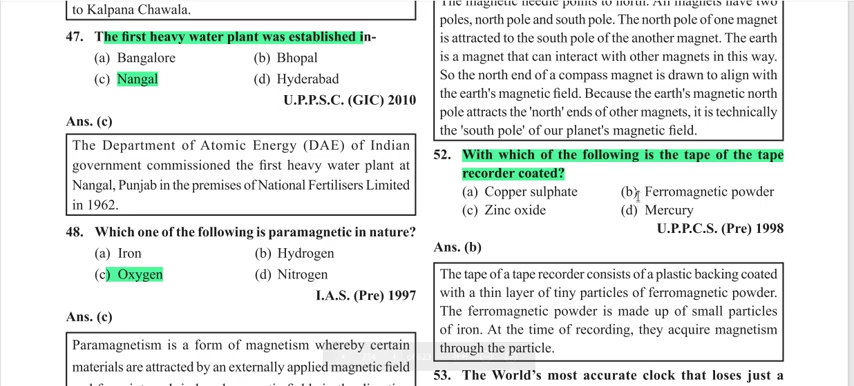 to Kalpana Chawala.
47. The first heavy water plant was established in-
(a) Bangalore (b) Bhopal
(c) Nangal (d) Hyderabad
U.P.P.S.C. (GIC) 2010
Ans. (c)
The Department of Atomic Energy (DAE) of Indian
government commissioned the first heavy water plant at
Nangal, Punjab in the premises of National Fertilisers Limited
in 1962.
48. Which one of the following is paramagnetic in nature?
(a) Iron (b) Hydrogen
(c) Oxygen (d) Nitrogen
I.A.S. (Pre) 1997
Ans. (c)
Paramagnetism is a form of magnetism whereby certain
materials are attracted by an externally applied magnetic field
The magnetic needle points to north. All magnets have two
poles, north pole and south pole. The north pole of one magnet
is attracted to the south pole of the another magnet. The earth
is a magnet that can interact with other magnets in this way.
So the north end of a compass magnet is drawn to align with
the earth's magnetic field. Because the earth's magnetic north
pole attracts the 'north' ends of other magnets, it is technically
the 'south pole' of our planet's magnetic field.
52. With which of the following is the tape of the tape
recorder coated?
(a) Copper sulphate (b) Ferromagnetic powder
(c) Zinc oxide (d) Mercury
U.P.P.C.S. (Pre) 1998
Ans. (b)
The tape of a tape recorder consists of a plastic backing coated
with a thin layer of tiny particles of ferromagnetic powder.
The ferromagnetic powder is made up of small particles
of iron. At the time of recording, they acquire magnetism
through the particle.
53. The World's most accurate clock that loses just a